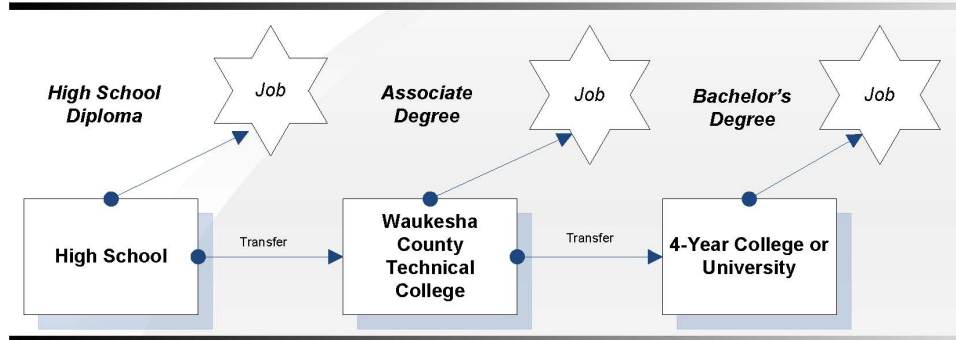 High School
Diploma
Job
Associate
Degree
Job
Bachelor's
Degree
Job
High School
Transfer
Waukesha
County
Technical
College
Transfer
4-Year College or
University